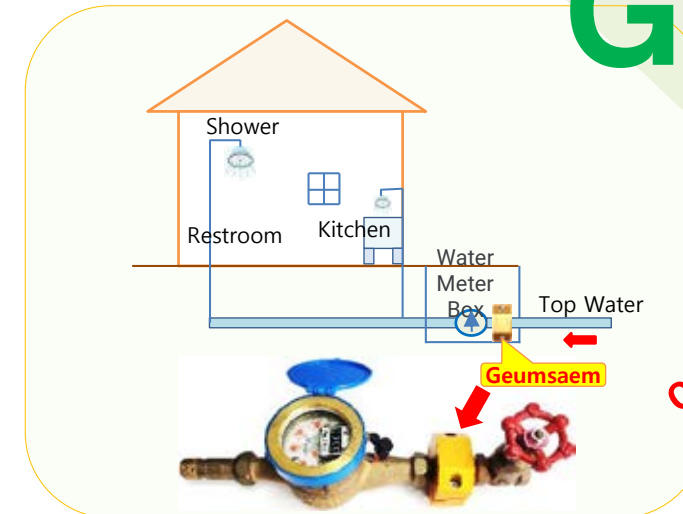 G
Shower
Restroom
Kitchen
Water
Meter
Box
Top Water
Geumsaem